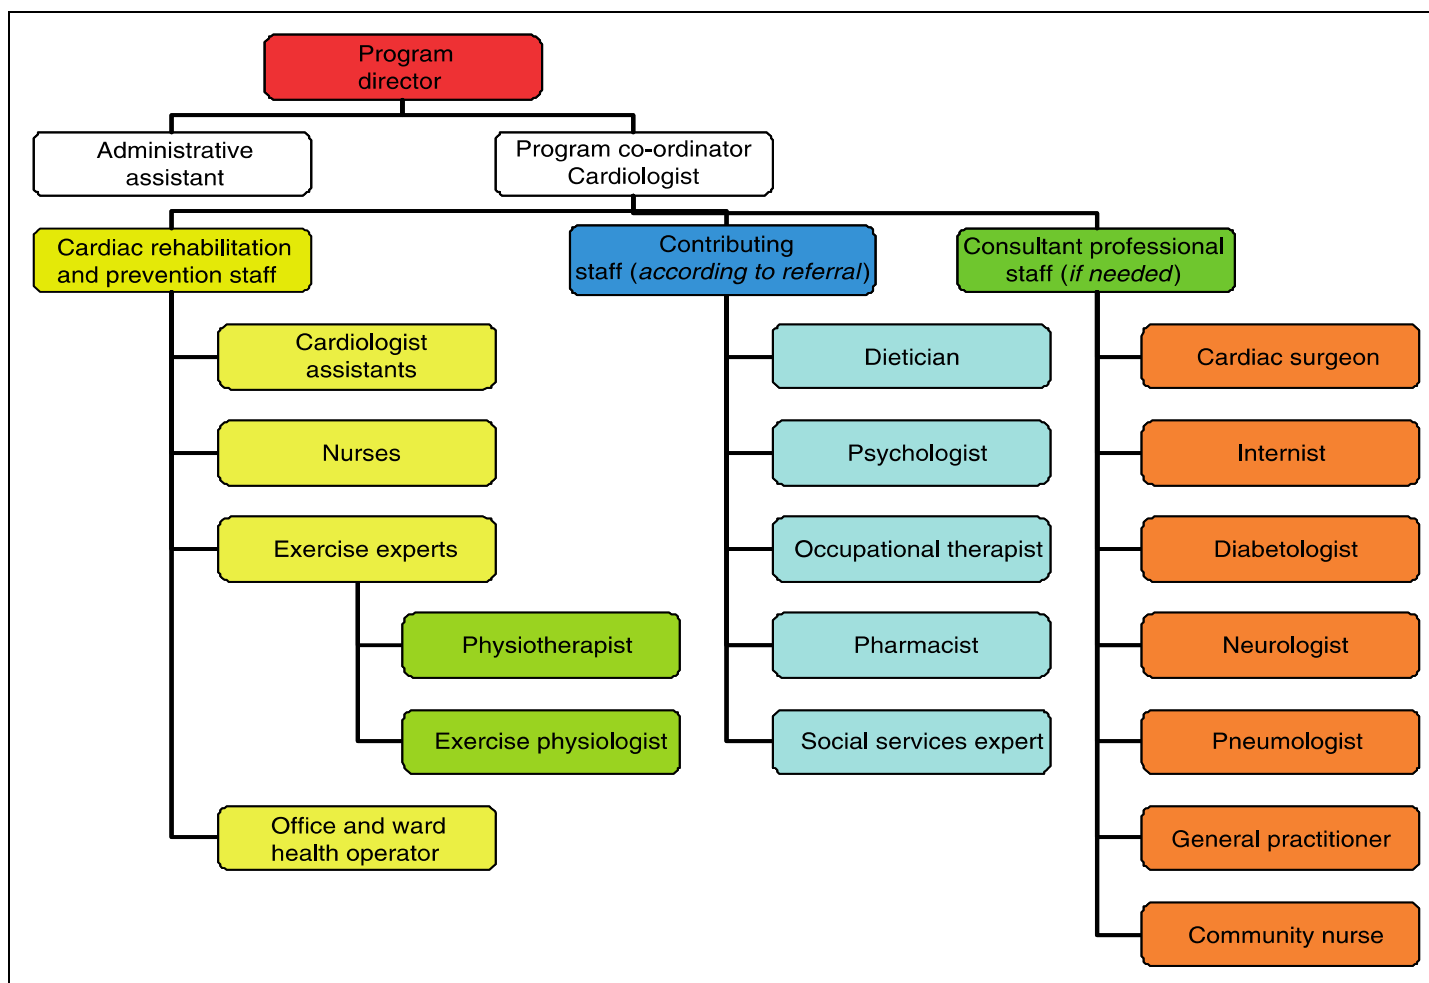 Program
director
Administrative
assistant
Program co-ordinator
Cardiologist
Cardiac rehabilitation
and prevention staff
Contributing
staff (according to referral)
Consultant professional
staff (if needed)
Cardiologist
assistants
Nurses
Exercise experts
Physiotherapist
Exercise physiologist
Office and ward
health operator
Dietician
Psychologist
Occupational therapist
Pharmacist
Social services expert
Cardiac surgeon
Internist
Diabetologist
Neurologist
Pneumologist
General practitioner
Community nurse